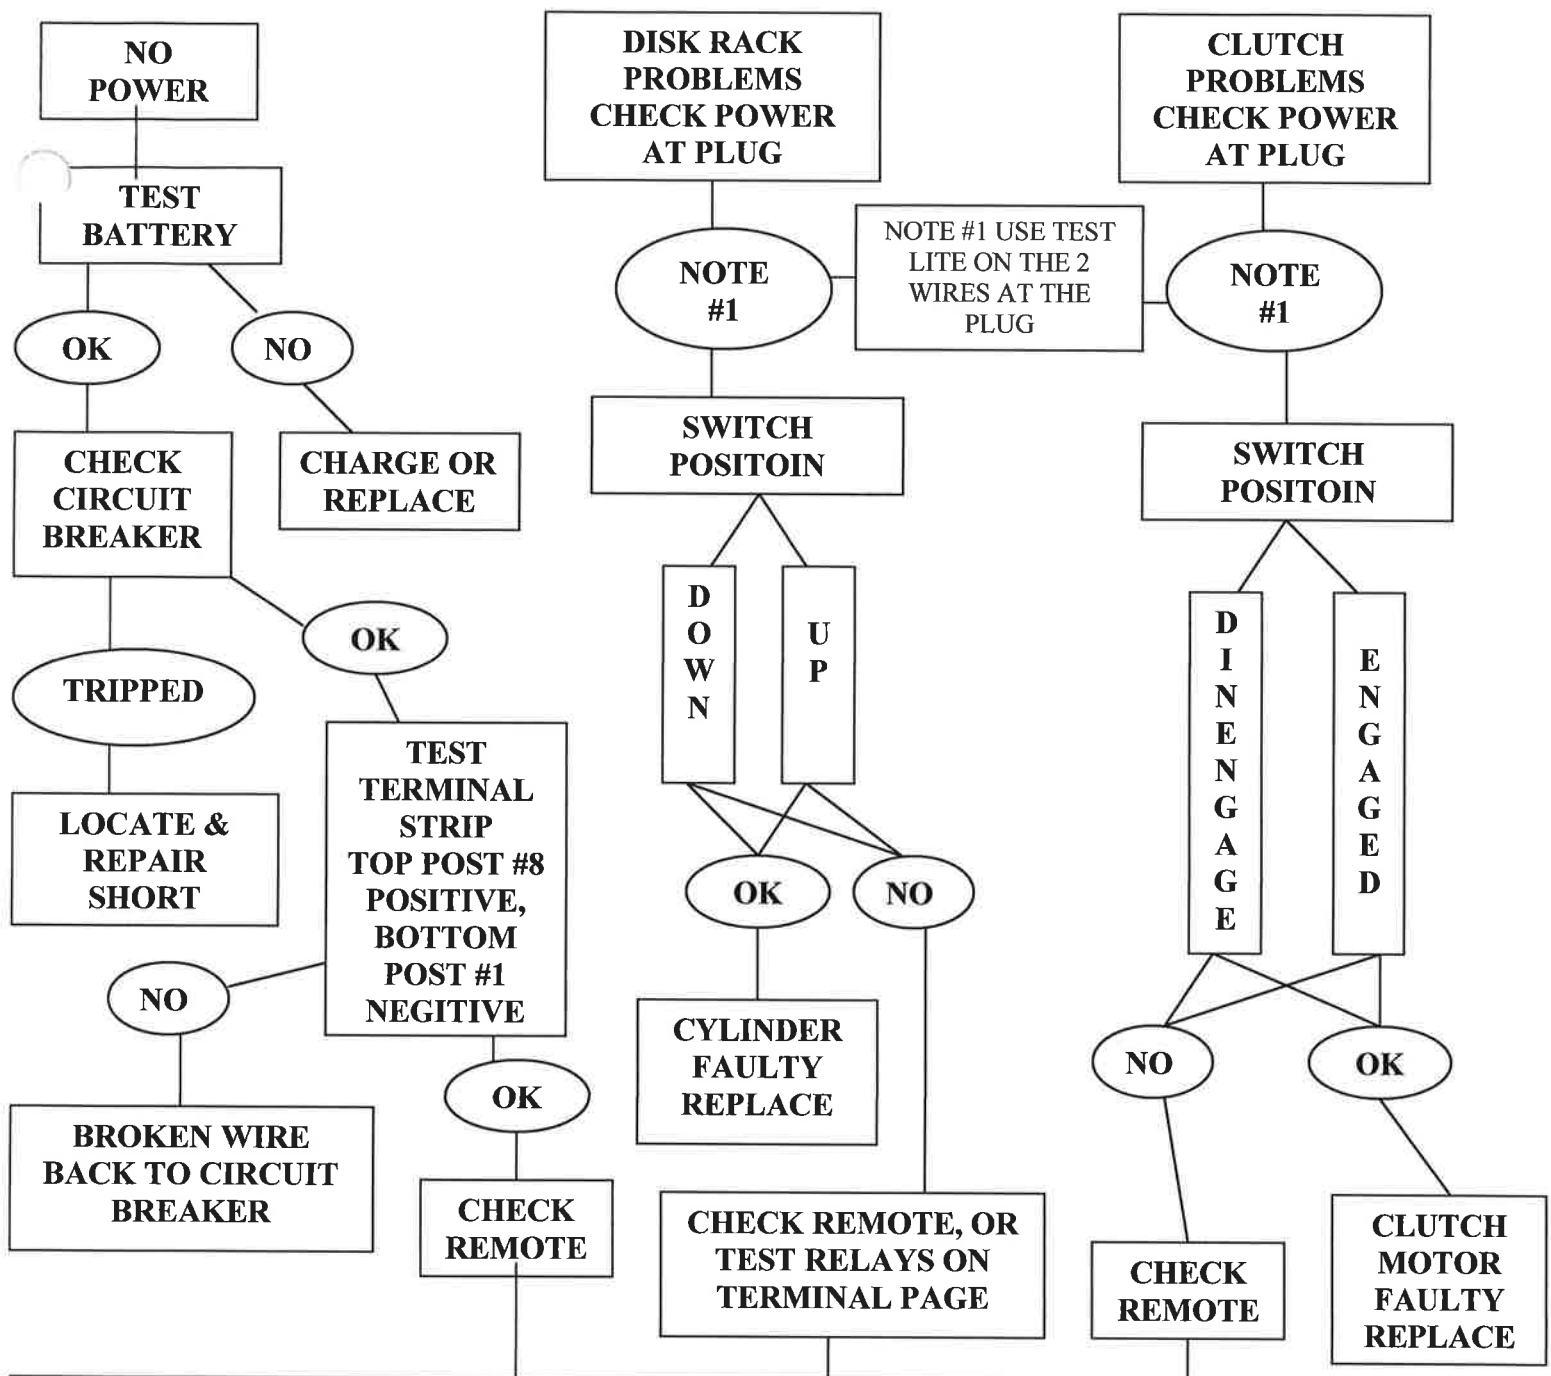 NO
POWER
TEST
BATTERY
OK
NO
CHECK
CIRCUIT
BREAKER
CHARGE OR
REPLACE
TRIPPED
OK
LOCATE &
REPAIR
SHORT
TEST
TERMINAL
STRIP
TOP POST #8
POSITIVE,
BOTTOM
POST #1
NEGITIVE
NO
OK
BROKEN WIRE
BACK TO CIRCUIT
BREAKER
CHECK
REMOTE
DISK RACK
PROBLEMS
CHECK POWER
AT PLUG
NOTE
#1
NOTE #1 USE TEST
LITE ON THE 2
WIRES AT THE
PLUG
SWITCH
POSITOIN
D
O
W
N
U
P
OK
NO
CYLINDER
FAULTY
REPLACE
CHECK REMOTE, OR
TEST RELAYS ON
TERMINAL PAGE
CLUTCH
PROBLEMS
CHECK POWER
AT PLUG
NOTE
#1
SWITCH
POSITOIN
D
I
N
E
N
G
A
G
E
E
N
G
A
G
E
D
NO
OK
CHECK
REMOTE
CLUTCH
MOTOR
FAULTY
REPLACE